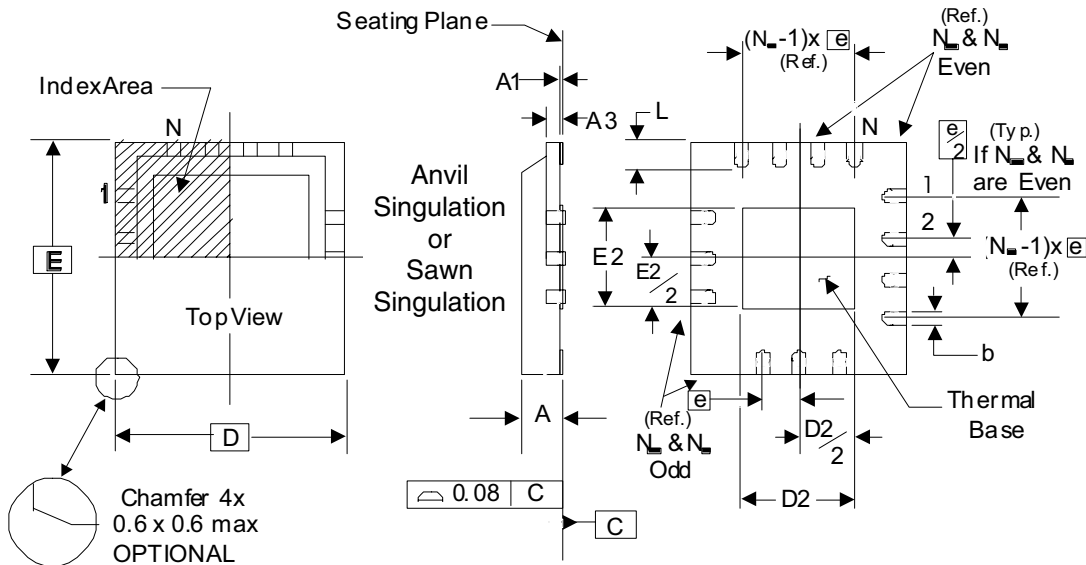 Seating Plane
IndexArea
N
1
E
TopView
D
Chamfer 4x
0.6 x 0.6 max
OPTIONAL
A1
A3
L
Anvil
Singulation
or
Sawn
Singulation
A
0.08 C
C
(N -1)x e
(Ref.)
(Ref.)
N & N
Even
N
e/2
(Typ.)
If N & N
are Even
1
2
(N -1)x e
(Ref.)
E2
E2/2
b
e
(Ref.)
N & N
Odd
D2/2
D2
Thermal
Base